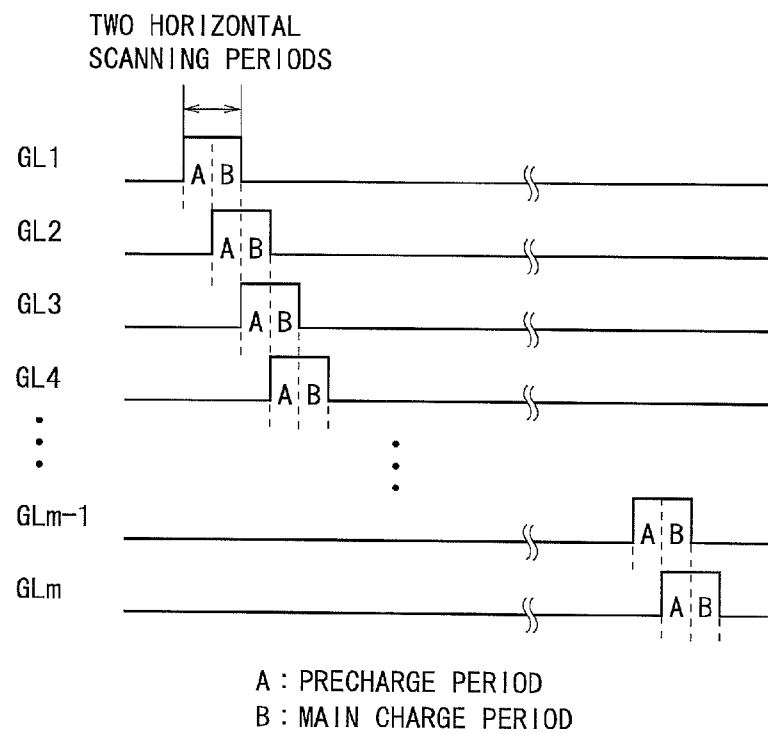 TWO HORIZONTAL
SCANNING PERIODS
GL1
A B
GL2
A B
GL3
A B
GL4
A B
GLm-1
A B
GLm
A B
A : PRECHARGE PERIOD
B : MAIN CHARGE PERIOD